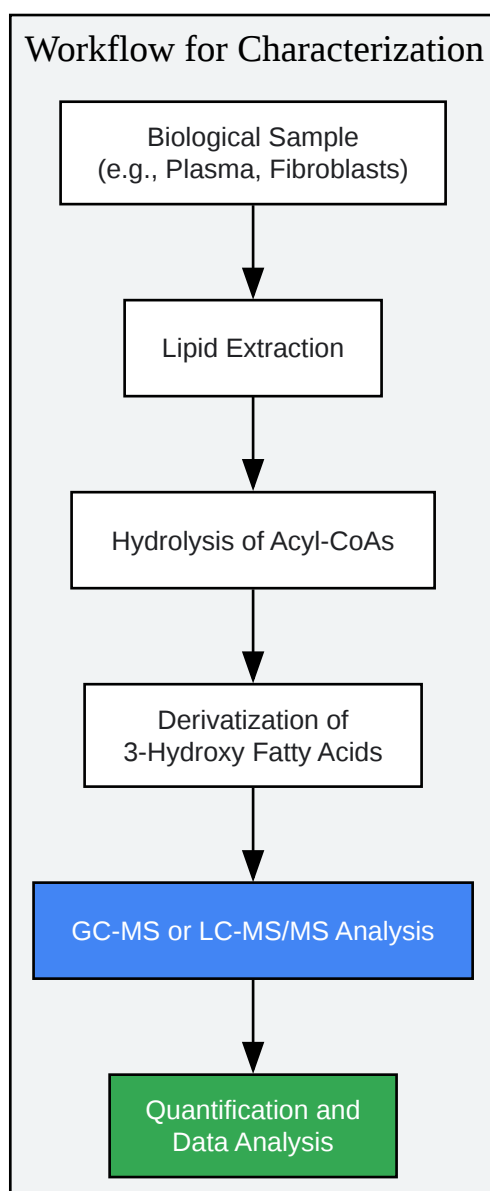 Workflow for Characterization
Biological Sample
(e.g., Plasma, Fibroblasts)
Lipid Extraction
Hydrolysis of Acyl-CoAs
Derivatization of
3-Hydroxy Fatty Acids
GC-MS or LC-MS/MS Analysis
Quantification and
Data Analysis